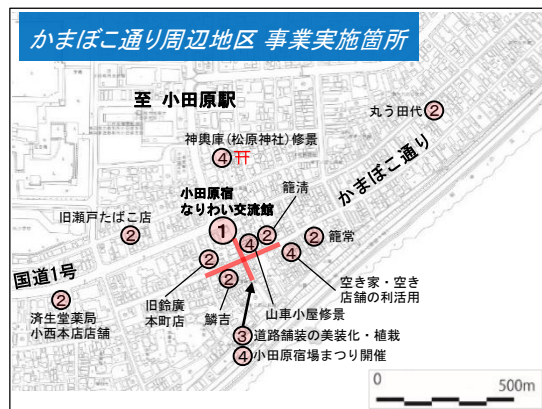 かまぼこ通り周辺地区 事業実施箇所
至 小田原駅
丸う田代
②
神輿庫(松原神社)修景
④
かまぼこ通り
小田原宿
なりわい交流館
①
籠清
②
④
旧瀬戸たばこ店
②
籠常
②
④
空き家・空き
店舗の利活用
国道1号
②
旧鈴廣
本町店
②
鱗吉
山車小屋修景
②
済生堂薬局
小西本店店舗
③道路舗装の美装化・植栽
④小田原宿場まつり開催
0 500m